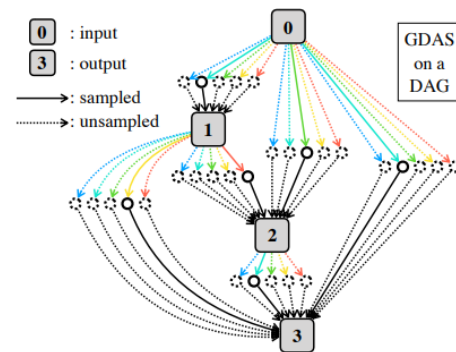 0 : input
3 : output
: sampled
: unsampled
0
GDAS
on a
DAG
1
2
3